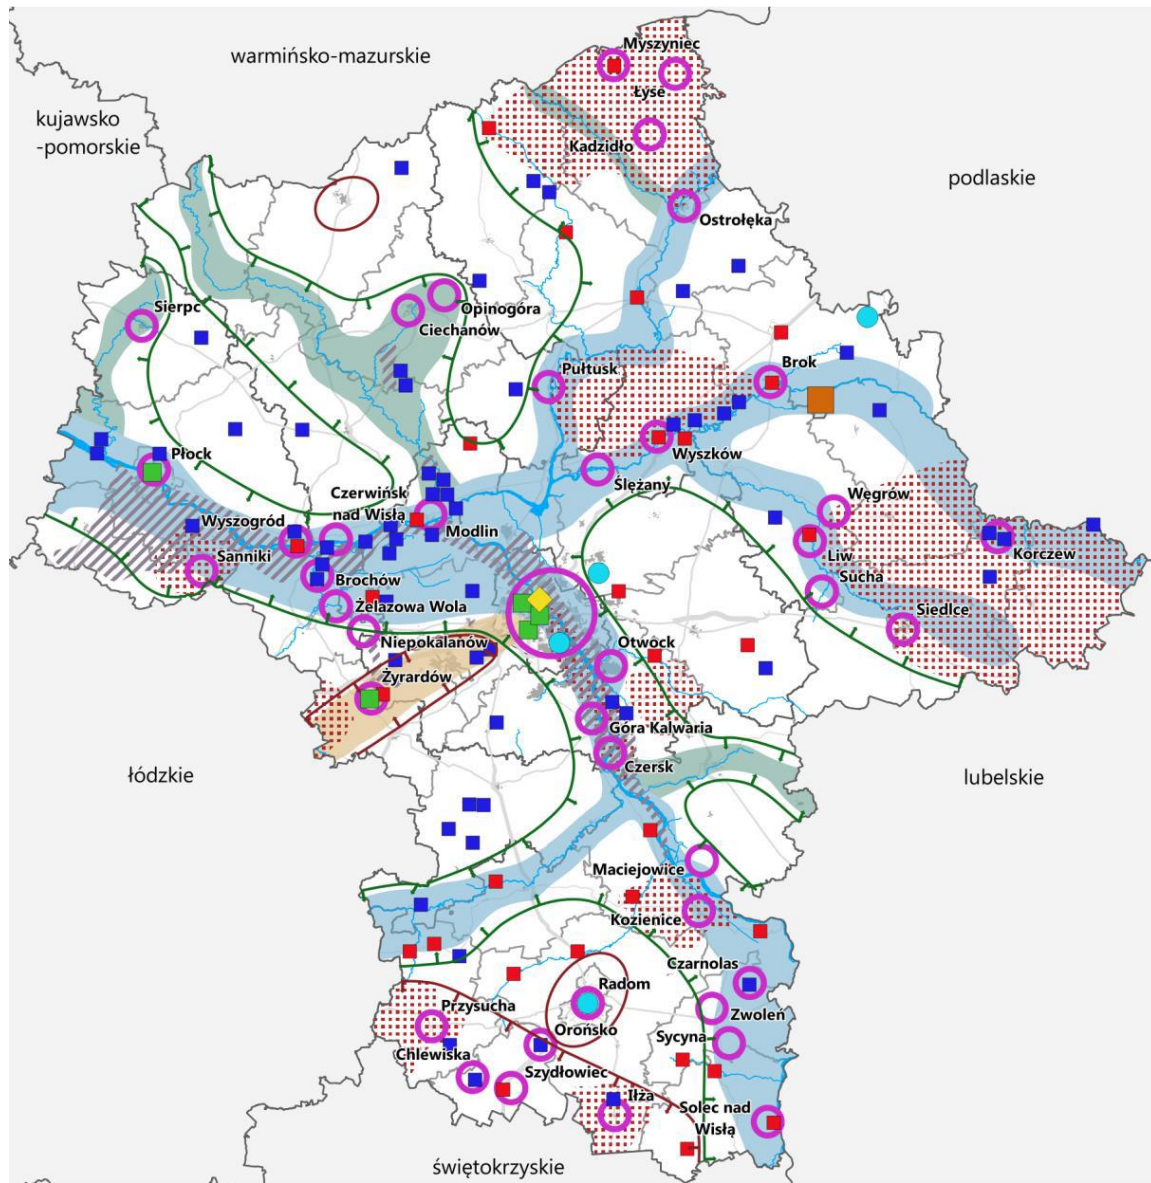 warmińsko-mazurskie
Myszyniec
Łyse
kujawsko
-pomorskie
Kadzidło
podlaskie
Ostrołęka
Sierpc
Opinogóra
Ciechanów
Pułtusk
Brok
Płock
Wyszków
Ślężany
Czerwińsk
nad Wisłą
Węgrów
Wyszogród
Modlin
Sanniki
Liw
Korczew
Brochów
Sucha
Żelazowa Wola
Siedlce
Niepokalanów
Otwock
Żyrardów
Góra Kalwaria
Czersk
łódzkie
lubelskie
Maciejowice
Kozienice
Czarnolas
Radom
Przysucha
Zwoleń
Orońsko
Sycyna
Chlewiska
Szydłowiec
Iłża
Solec nad
Wisłą
świętokrzyskie